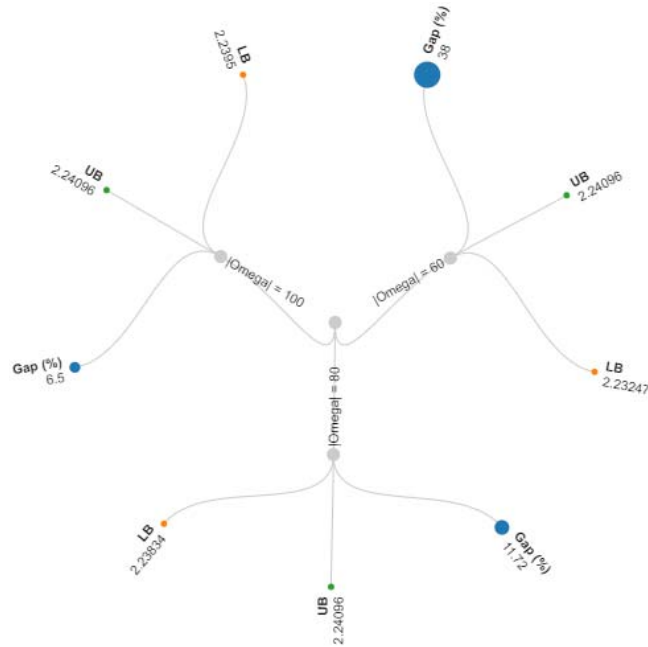 LB
2.2395
Gap (%)
38
UB
2.24096
UB
2.24096
|Omega| = 100
|Omega| = 60
Gap (%)
6.5
LB
2.23247
|Omega| = 80
LB
2.23834
UB
2.24096
Gap (%)
11.72